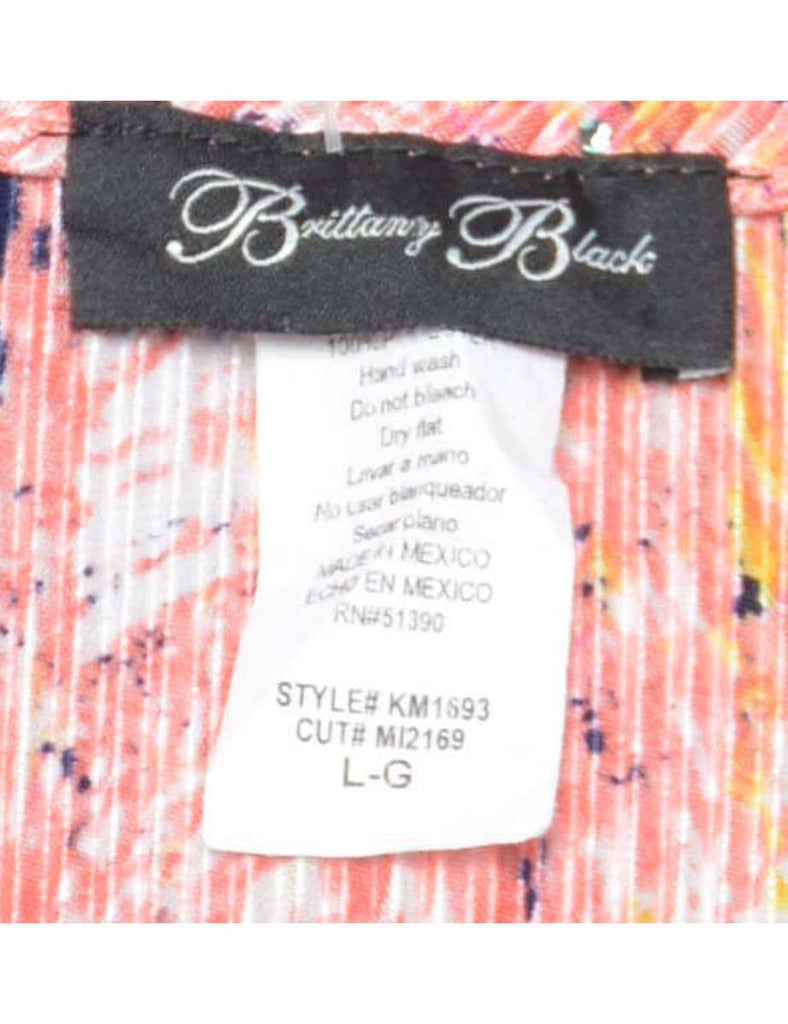 Brittany Black
Hand wash
Do not bleach
Dry flat
Lavar a mano
No usar blanqueador
Secar plano
MADE IN MEXICO
ECHO EN MEXICO
RN#51390
STYLE# KM1693
CUT# MI2169
L-G